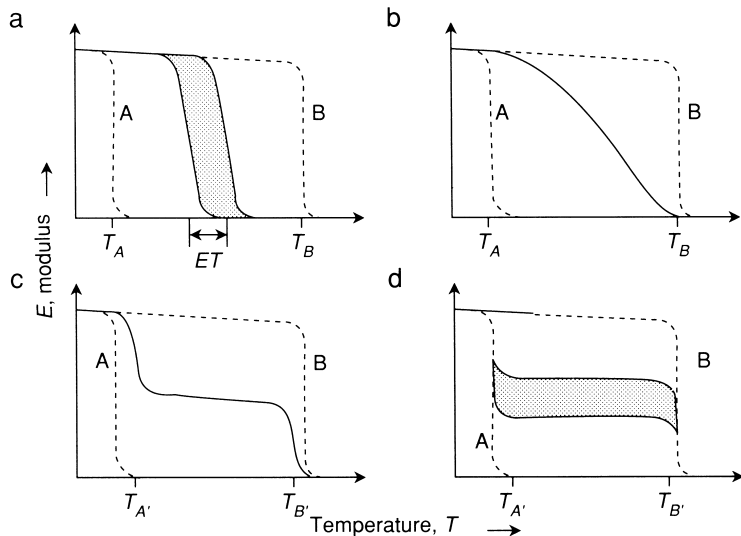 a
A
B
T_A
ET
T_B
b
A
B
T_A
T_B
E, modulus
c
A
B
T_A'
T_B'
d
A
B
T_A'
T_B'
Temperature, T